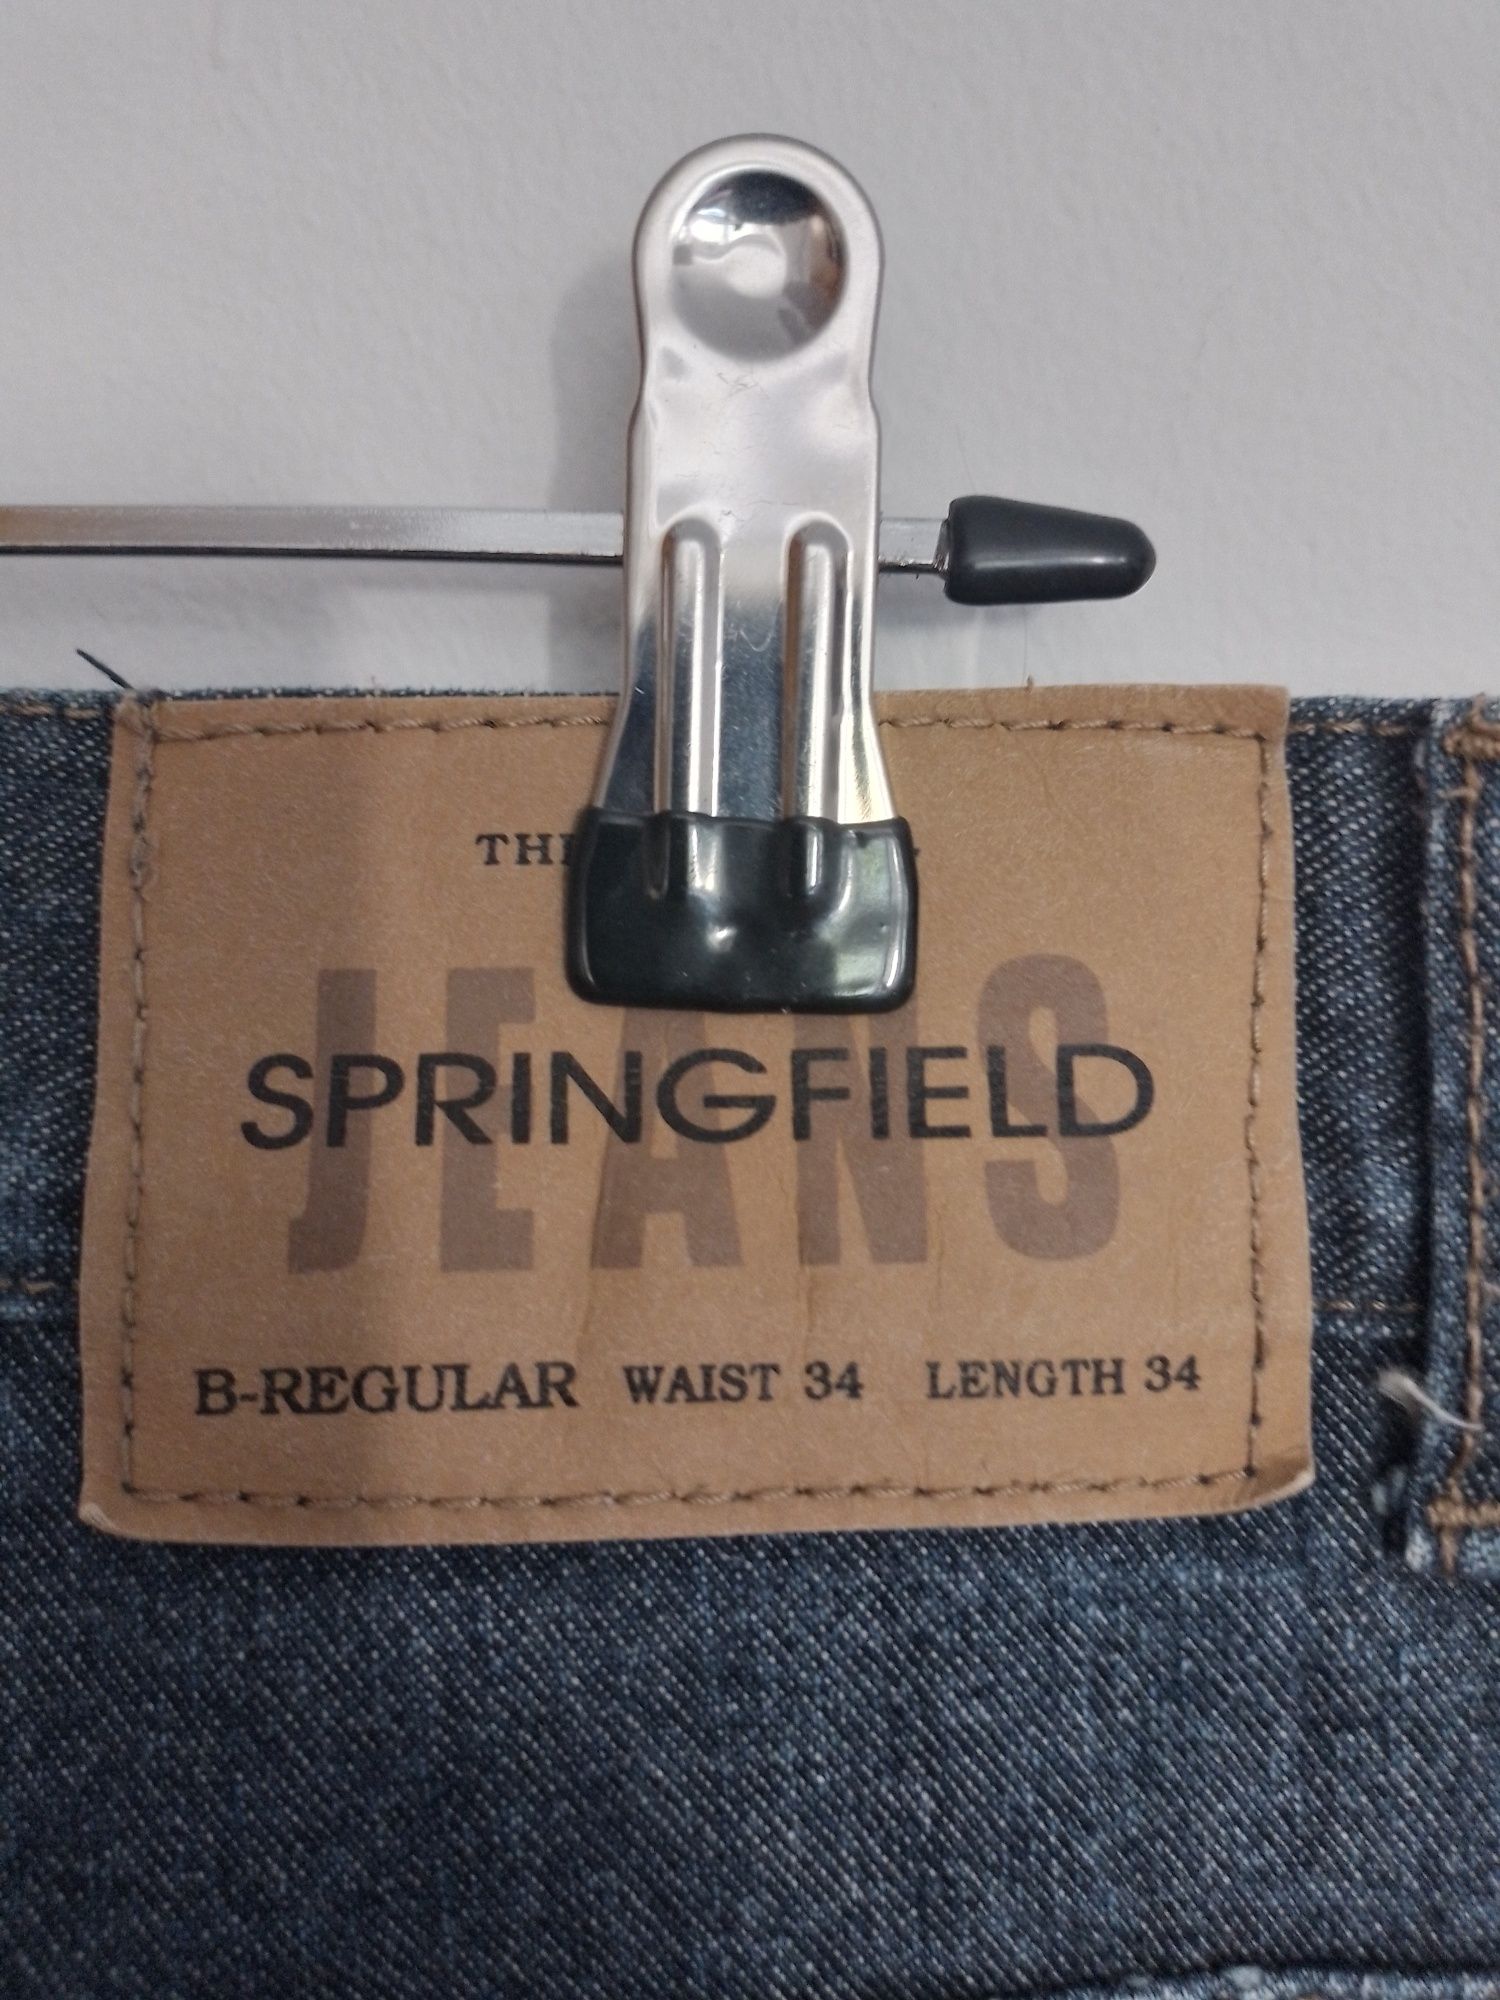 JEANS
SPRINGFIELD
B-REGULAR WAIST 34 LENGTH 34